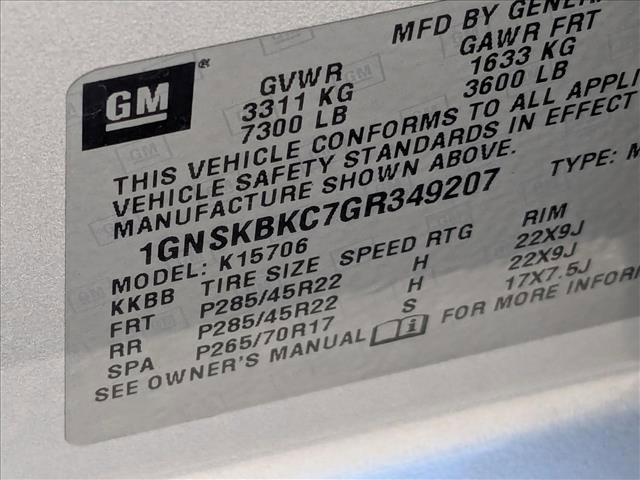 MFD BY GENER
GM
GVWR GAWR FRT
3311 KG 1633 KG
7300 LB 3600 LB
THIS VEHICLE CONFORMS TO ALL APPLI
VEHICLE SAFETY STANDARDS IN EFFECT
MANUFACTURE SHOWN ABOVE.
1GNSKBKC7GR349207 TYPE: M
MODEL: K15706
KKBB TIRE SIZE SPEED RTG RIM
FRT P285/45R22 H 22X9J
RR P285/45R22 H 22X9J
SPA P265/70R17 S 17X7.5J
SEE OWNER'S MANUAL FOR MORE INFOR